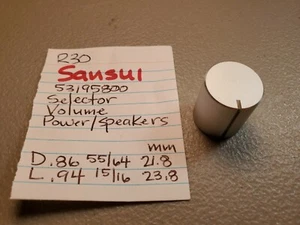 230
Sansui
53195800
Selector
Volume
Power/speakers
mm
D. .86 55/64 21.8
L. .94 15/16 23.8